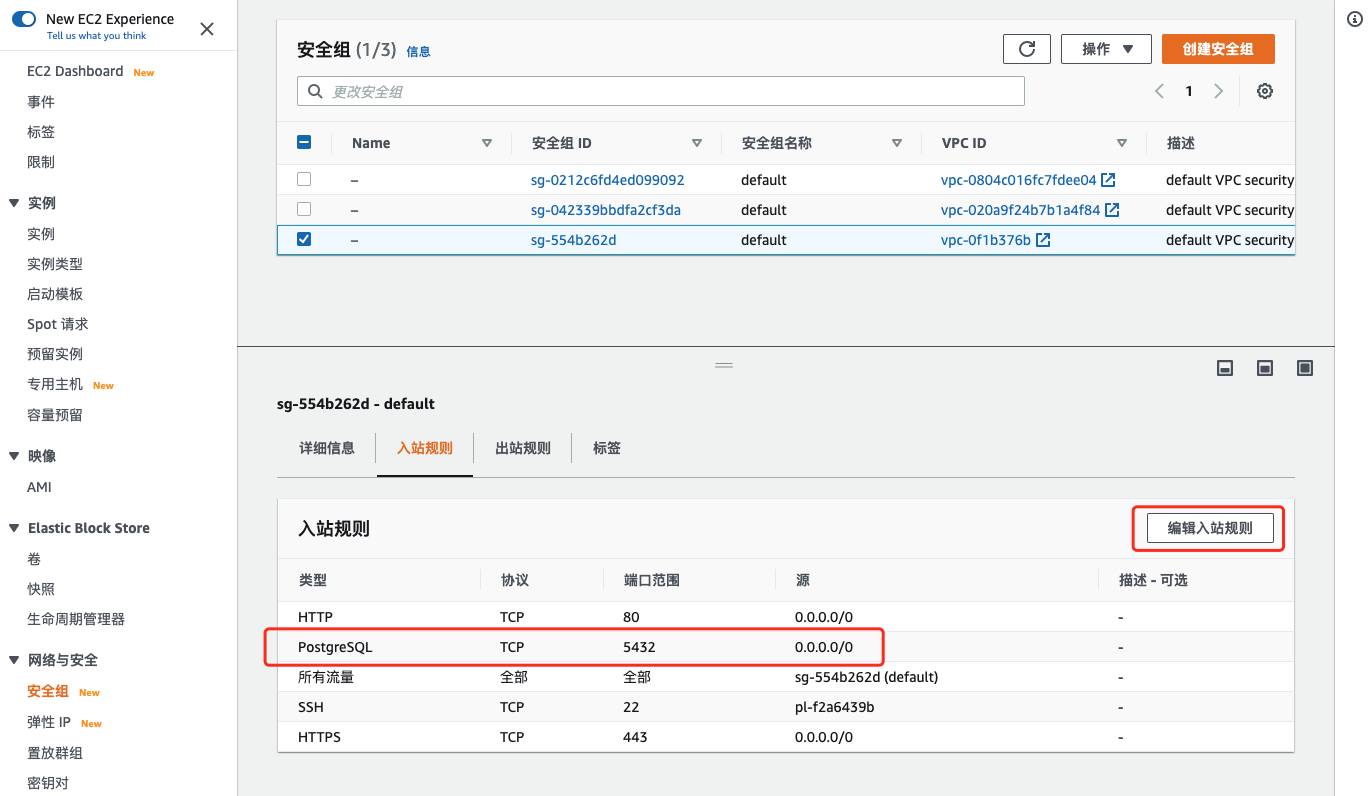 New EC2 Experience
Tell us what you think
EC2 Dashboard New
事件
标签
限制
实例
实例
实例类型
启动模板
Spot 请求
预留实例
专用主机 New
容量预留
映像
AMI
Elastic Block Store
卷
快照
生命周期管理器
网络与安全
安全组 New
弹性 IP New
置放群组
密钥对
安全组 (1/3) 信息
操作
创建安全组
更改安全组
1
Name 安全组 ID 安全组名称 VPC ID 描述
– sg-0212c6fd4ed099092 default vpc-0804c016fc7fdee04 default VPC security
– sg-042339bbdfa2cf3da default vpc-020a9f24b7b1a4f84 default VPC security
– sg-554b262d default vpc-0f1b376b default VPC security
sg-554b262d - default
详细信息 入站规则 出站规则 标签
入站规则
编辑入站规则
类型 协议 端口范围 源 描述 - 可选
HTTP TCP 80 0.0.0.0/0 -
PostgreSQL TCP 5432 0.0.0.0/0 -
所有流量 全部 全部 sg-554b262d (default) -
SSH TCP 22 pl-f2a6439b -
HTTPS TCP 443 0.0.0.0/0 -